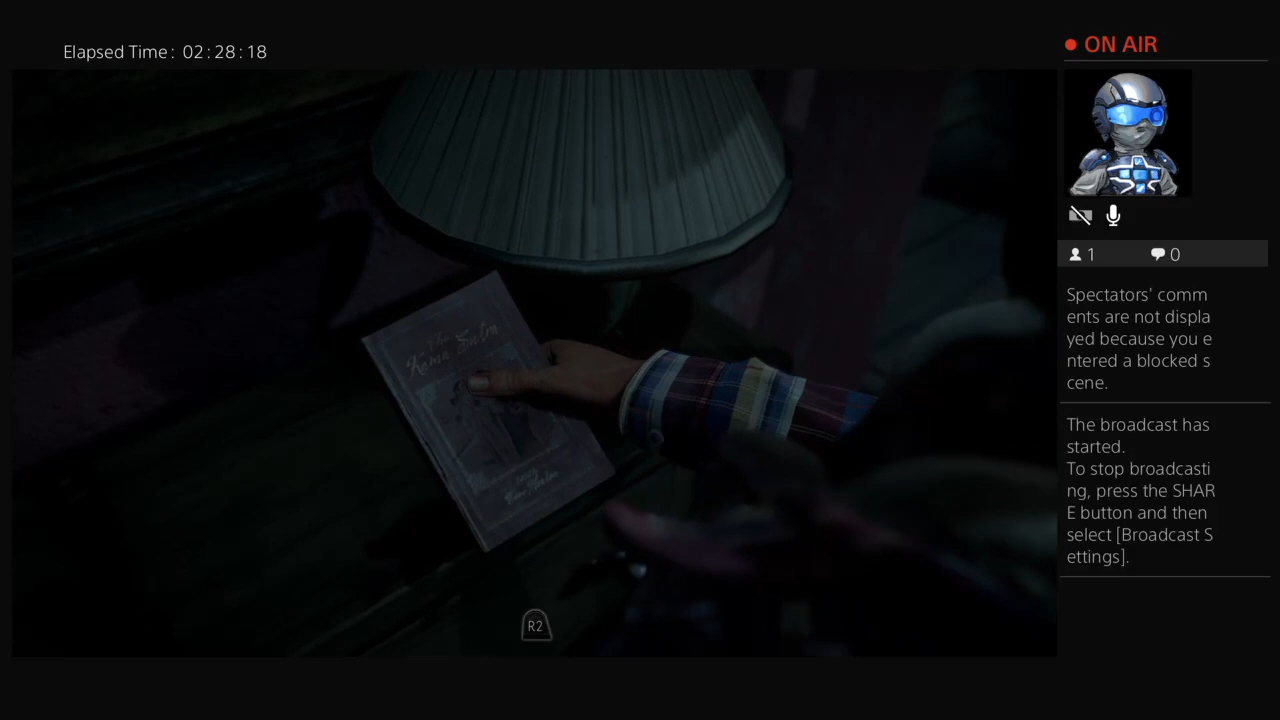 Elapsed Time: 02:28:18
ON AIR
1
0
Spectators' comm
ents are not displa
yed because you e
ntered a blocked s
cene.
The broadcast has
started.
To stop broadcasti
ng, press the SHAR
E button and then
select [Broadcast S
ettings].
The
Kama Sutra
R2